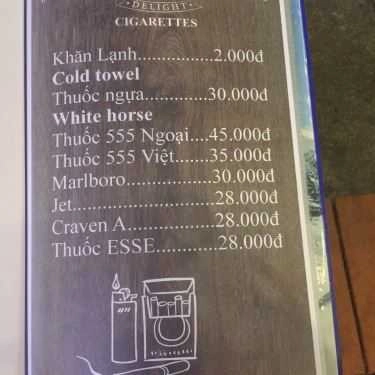 DELIGHT
CIGARETTES
Khăn Lạnh..............2.000đ
Cold towel
Thuốc ngựa.............30.000đ
White horse
Thuốc 555 Ngoại....45.000đ
Thuốc 555 Việt.......35.000đ
Marlboro.................30.000đ
Jet...........................28.000đ
Craven A.................28.000đ
Thuốc ESSE............28.000đ